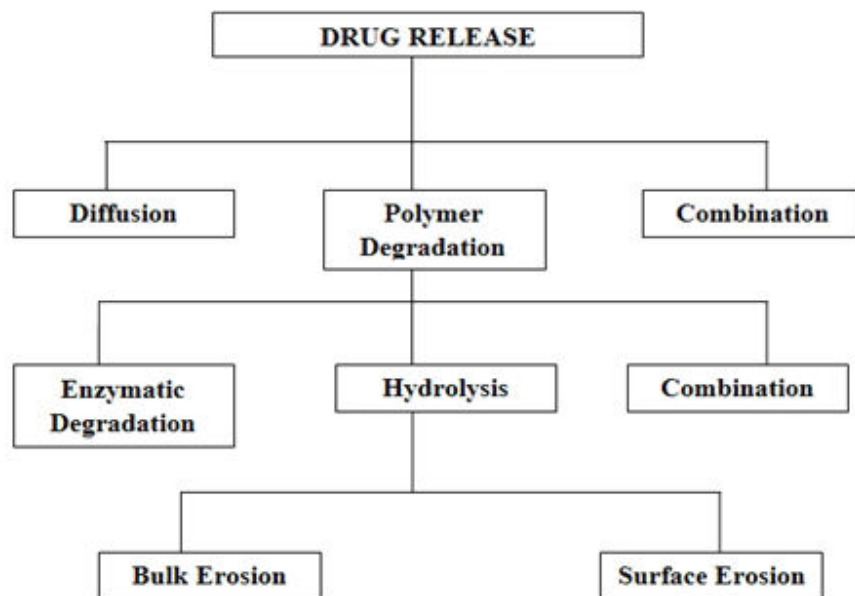 DRUG RELEASE
Diffusion
Polymer
Degradation
Combination
Enzymatic
Degradation
Hydrolysis
Combination
Bulk Erosion
Surface Erosion